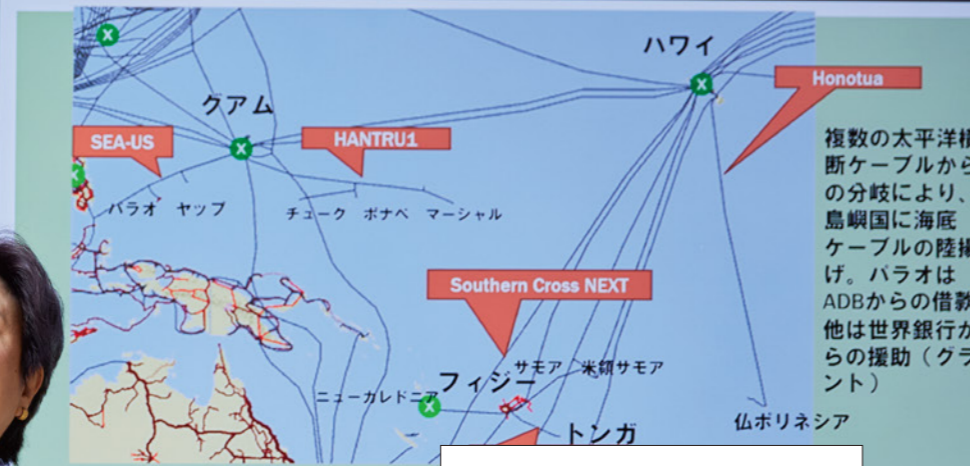 ハワイ
Honotua
グアム
SEA-US
HANTRU1
パラオ ヤップ
チューク ポナペ マーシャル
複数の太平洋横
断ケーブルから
の分岐により、
島嶼国に海底
ケーブルの陸揚
げ。パラオは
ADBからの借款
他は世界銀行か
らの援助（グラ
ント）
Southern Cross NEXT
サモア 米領サモア
フィジー
ニューカレドニア
トンガ
仏ポリネシア
X
X
X
X